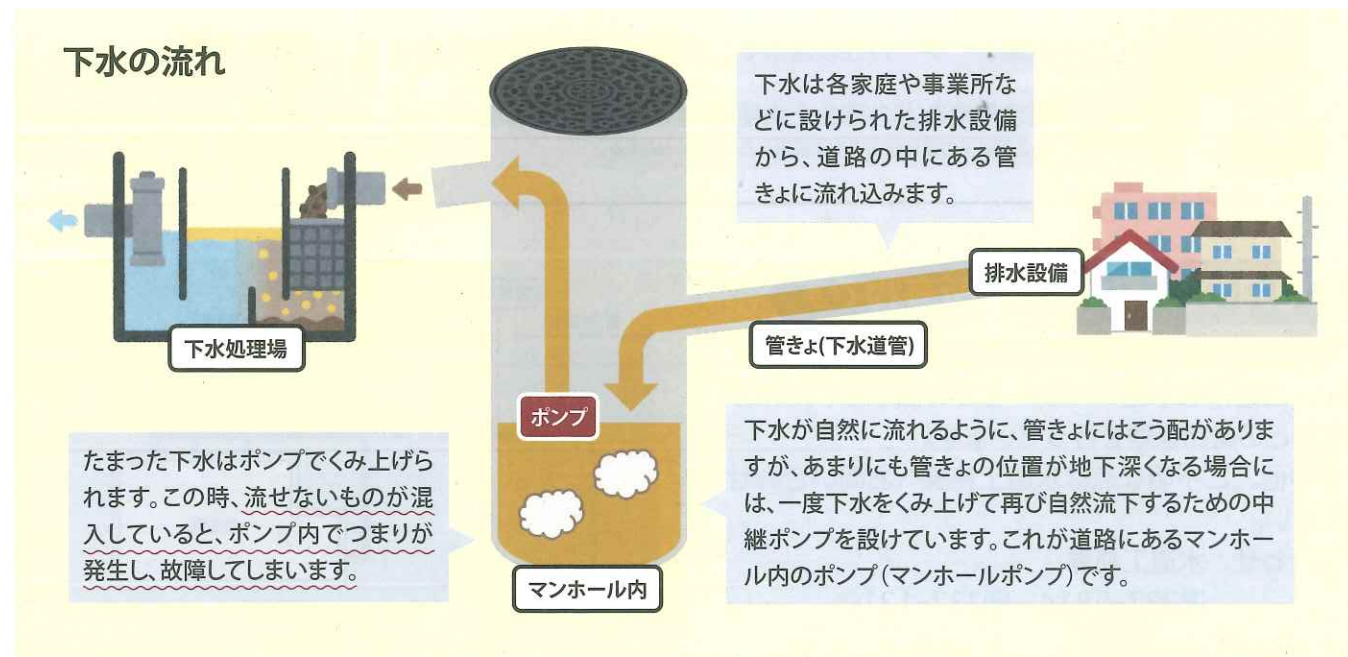 下水の流れ
下水は各家庭や事業所な
どに設けられた排水設備
から、道路の中にある管
きょに流れ込みます。
排水設備
管きょ(下水道管)
下水処理場
ポンプ
たまった下水はポンプでくみ上げら
れます。この時、流せないものが混
入していると、ポンプ内でつまりが
発生し、故障してしまいます。
下水が自然に流れるように、管きょにはこう配がありま
すが、あまりにも管きょの位置が地下深くなる場合に
は、一度下水をくみ上げて再び自然流下するための中
継ポンプを設けています。これが道路にあるマンホー
ル内のポンプ(マンホールポンプ)です。
マンホール内